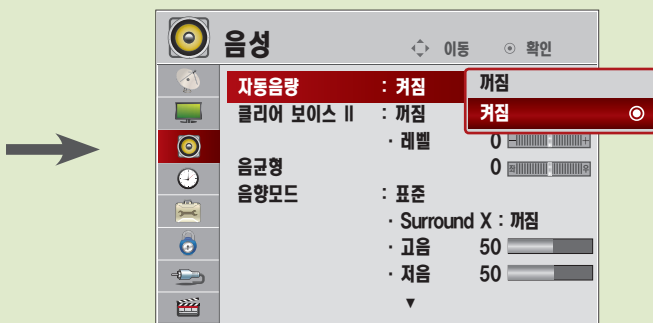 음성
이동 ⊙ 확인
자동음량 : 켜짐
꺼짐
켜짐
클리어 보이스 II : 꺼짐
· 레벨 0 - +
음균형 0 좌 우
음향모드 : 표준
· Surround X : 꺼짐
· 고음 50
· 저음 50
▼